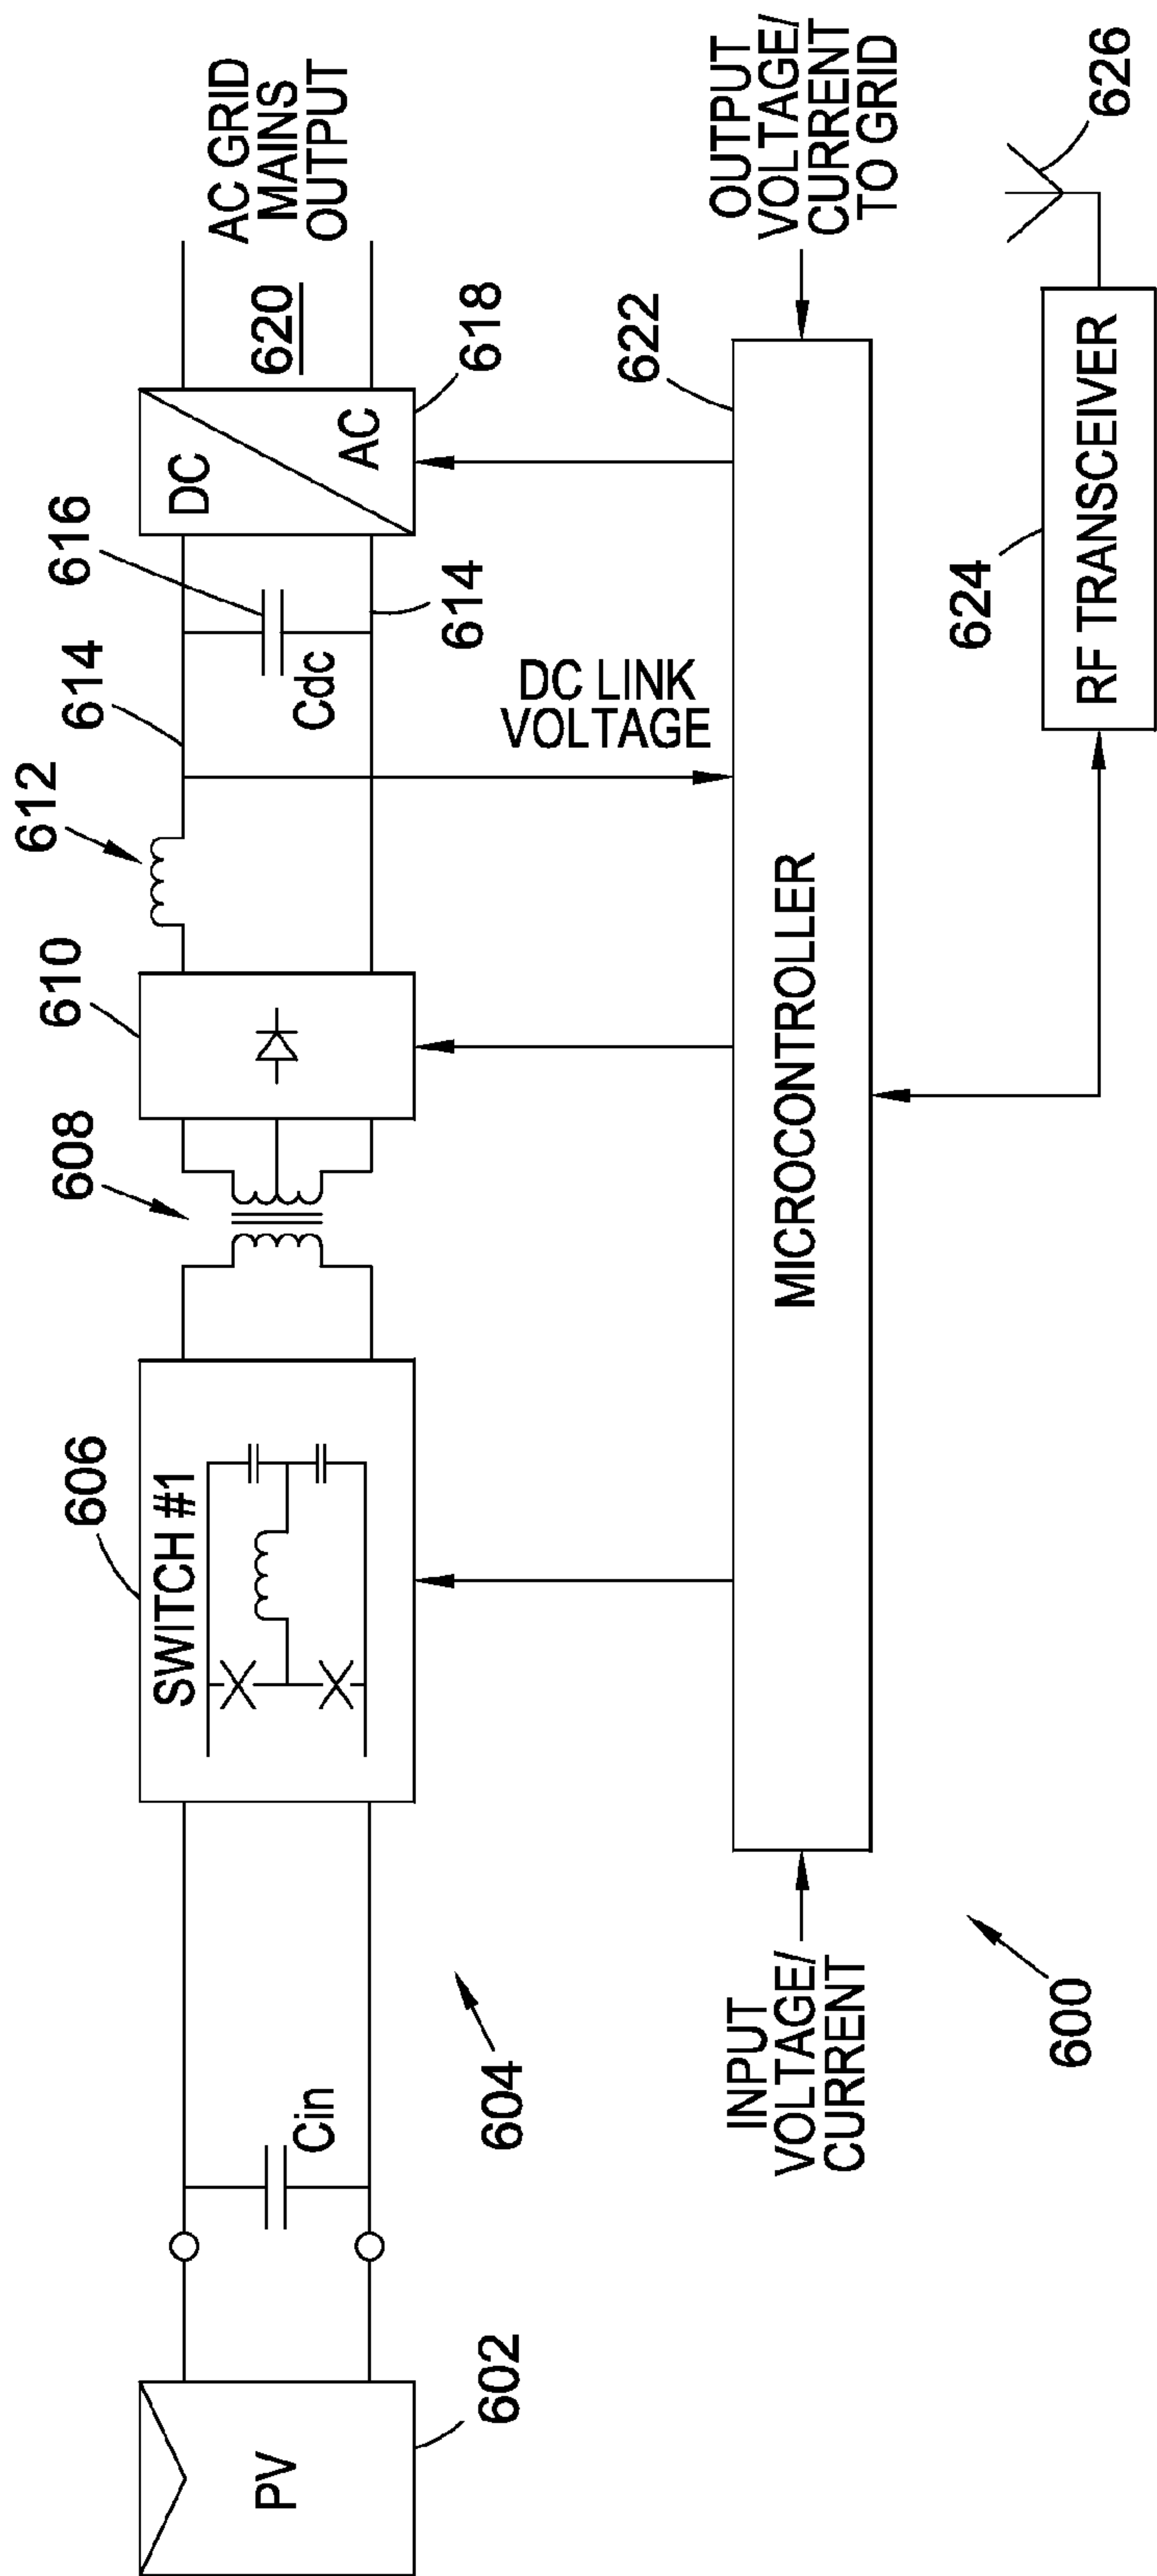 612
614
616
AC GRID
MAINS
OUTPUT
608
610
620
606
DC
AC
618
SWITCH #1
Cdc
614
Cin
DC LINK
VOLTAGE
PV
602
604
622
OUTPUT
VOLTAGE/
CURRENT
TO GRID
INPUT
VOLTAGE/
CURRENT
MICROCONTROLLER
600
624
RF TRANSCEIVER
626